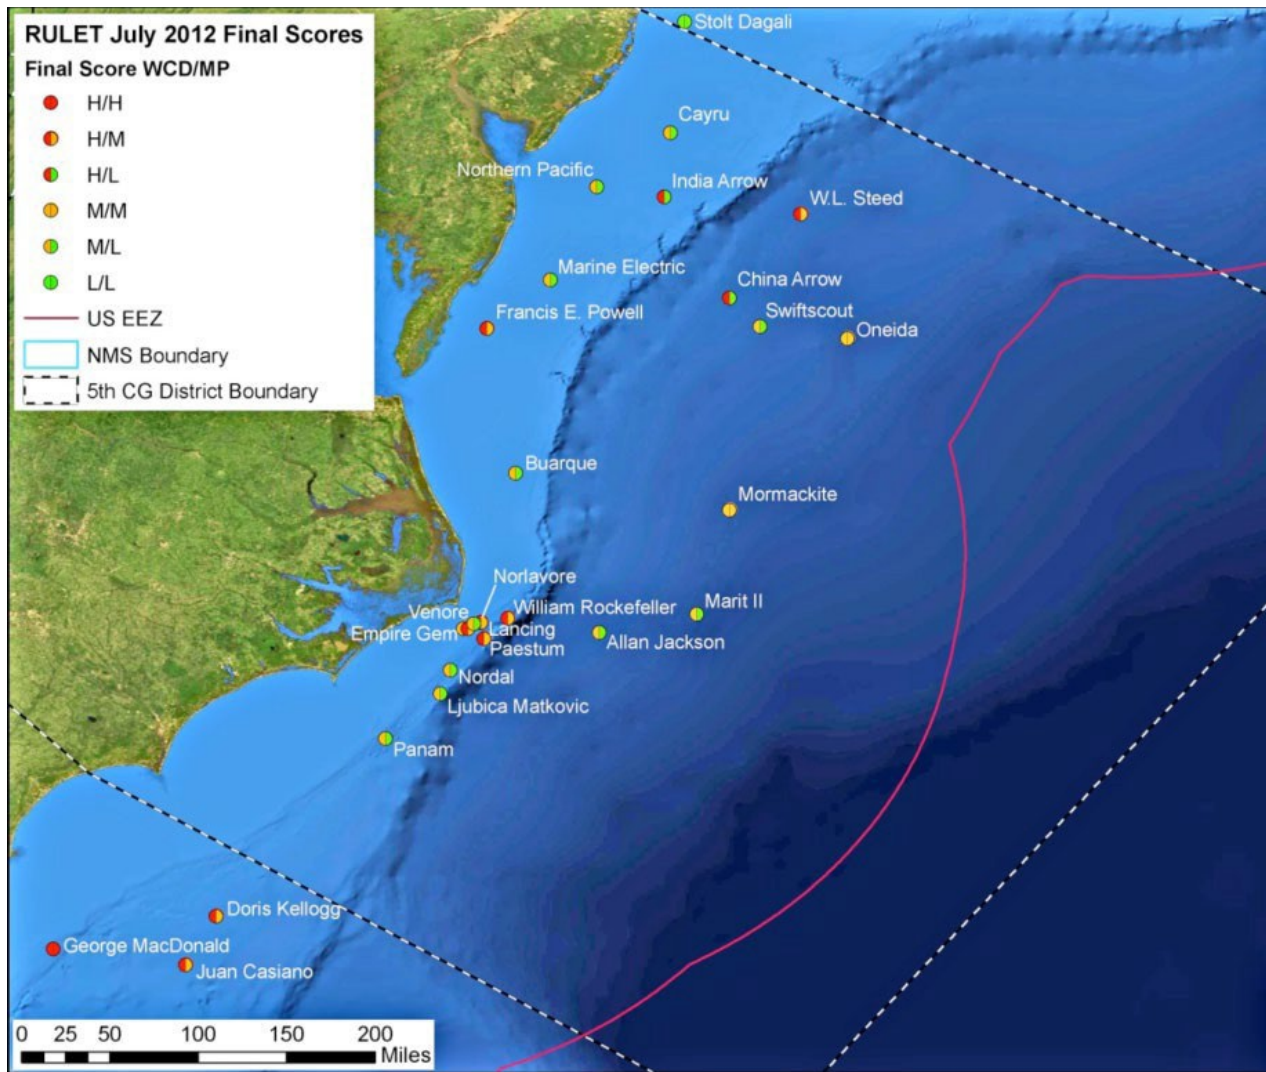 RULET July 2012 Final Scores
Final Score WCD/MP
H/H
H/M
H/L
M/M
M/L
L/L
US EEZ
NMS Boundary
5th CG District Boundary
Stolt Dagali
Cayru
Northern Pacific
India Arrow
W.L. Steed
Marine Electric
China Arrow
Francis E. Powell
Swiftscout
Oneida
Buarque
Mormackite
Norlavore
Venore
William Rockefeller
Marit II
Empire Gem
Lancing
Allan Jackson
Paestum
Nordal
Ljubica Matkovic
Panam
Doris Kellogg
George MacDonald
Juan Casiano
0 25 50 100 150 200
Miles